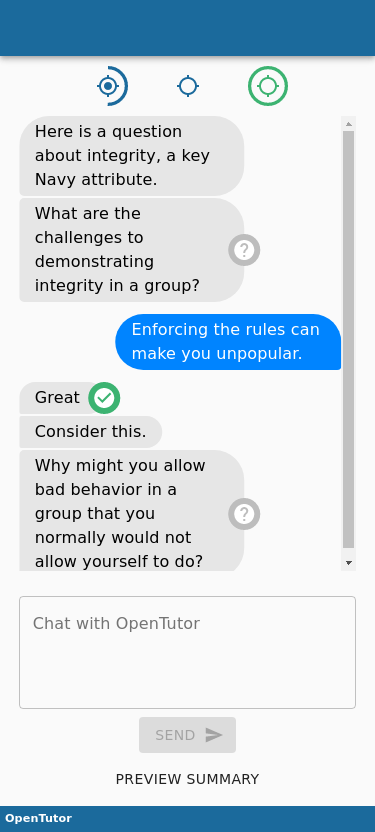 Here is a question
about integrity, a key
Navy attribute.
What are the
challenges to
demonstrating
integrity in a group?
Enforcing the rules can
make you unpopular.
Great
Consider this.
Why might you allow
bad behavior in a
group that you
normally would not
allow yourself to do?
Chat with OpenTutor
SEND
PREVIEW SUMMARY
OpenTutor